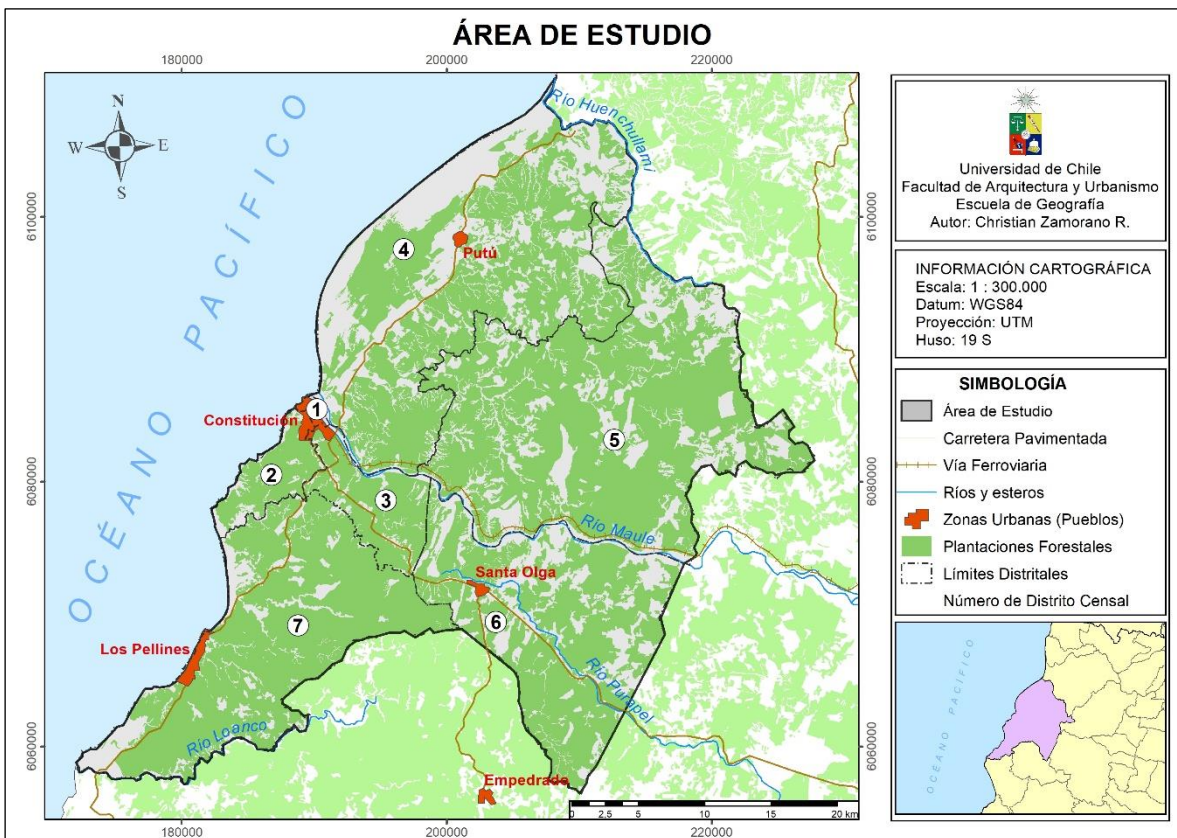 ÁREA DE ESTUDIO
180000
200000
220000
N
W
E
S
6100000
6080000
6060000
6100000
6080000
6060000
OCÉANO PACÍFICO
Río Huenchullami
4
Putú
1
Constitución
5
2
3
Río Maule
Santa Olga
6
7
Los Pellines
Río Purapel
Río Loanco
Empedrado
0
2.5
5
10
15
20 km
180000
200000
220000
Universidad de Chile
Facultad de Arquitectura y Urbanismo
Escuela de Geografía
Autor: Christian Zamorano R.
INFORMACIÓN CARTOGRÁFICA
Escala: 1 : 300.000
Datum: WGS84
Proyección: UTM
Huso: 19 S
SIMBOLOGÍA
Área de Estudio
Carretera Pavimentada
Vía Ferroviaria
Ríos y esteros
Zonas Urbanas (Pueblos)
Plantaciones Forestales
Límites Distritales
Número de Distrito Censal
OCÉANO PACÍFICO